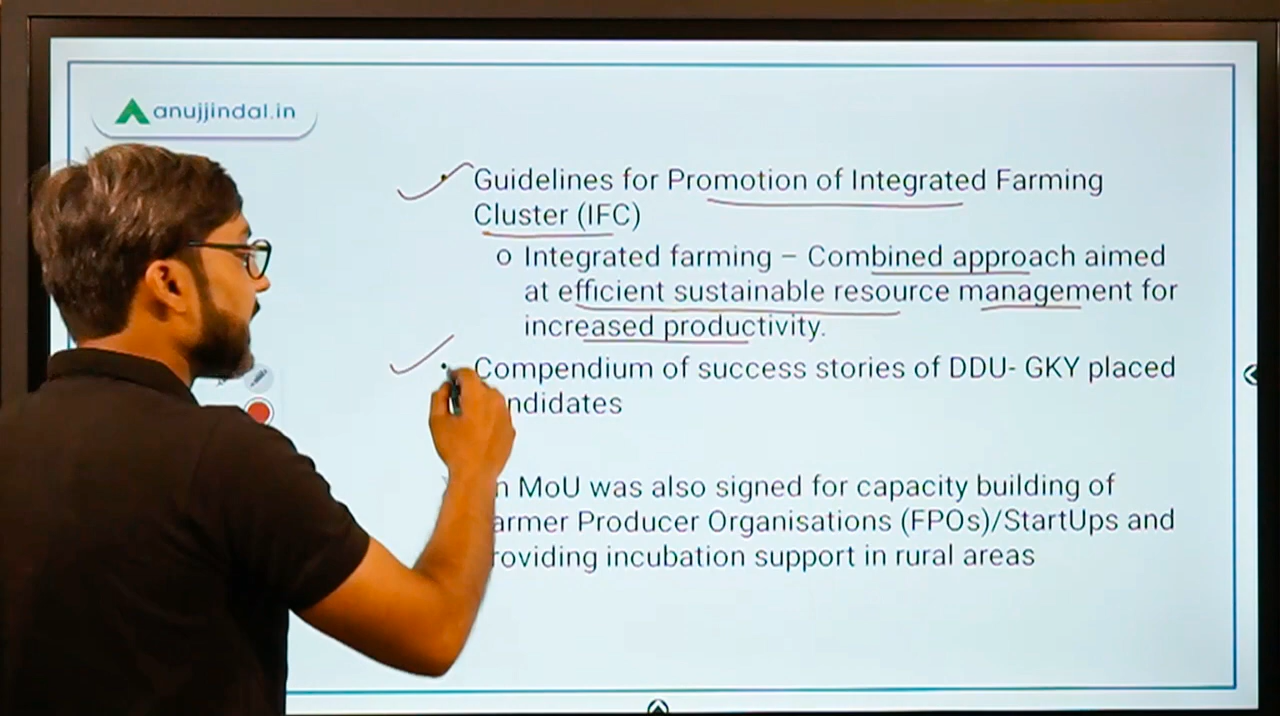 anujjindal.in
Guidelines for Promotion of Integrated Farming
Cluster (IFC)
o Integrated farming – Combined approach aimed
at efficient sustainable resource management for
increased productivity.
Compendium of success stories of DDU- GKY placed
ndidates
MoU was also signed for capacity building of
armer Producer Organisations (FPOs)/StartUps and
roviding incubation support in rural areas